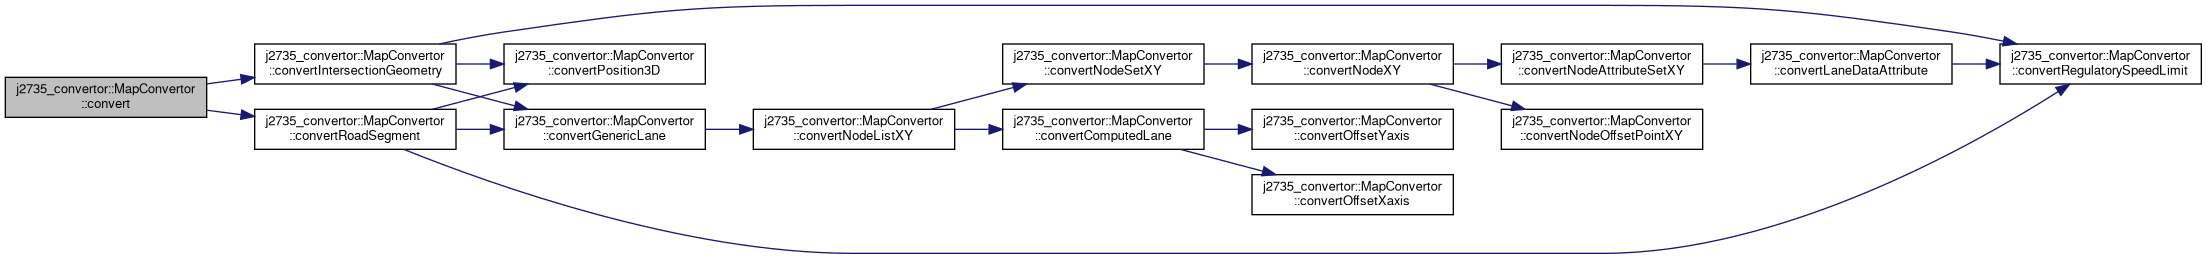 j2735_convertor::MapConvertor
::convert
j2735_convertor::MapConvertor
::convertIntersectionGeometry
j2735_convertor::MapConvertor
::convertRoadSegment
j2735_convertor::MapConvertor
::convertPosition3D
j2735_convertor::MapConvertor
::convertGenericLane
j2735_convertor::MapConvertor
::convertNodeListXY
j2735_convertor::MapConvertor
::convertNodeSetXY
j2735_convertor::MapConvertor
::convertComputedLane
j2735_convertor::MapConvertor
::convertNodeXY
j2735_convertor::MapConvertor
::convertOffsetYaxis
j2735_convertor::MapConvertor
::convertOffsetXaxis
j2735_convertor::MapConvertor
::convertNodeAttributeSetXY
j2735_convertor::MapConvertor
::convertNodeOffsetPointXY
j2735_convertor::MapConvertor
::convertLaneDataAttribute
j2735_convertor::MapConvertor
::convertRegulatorySpeedLimit